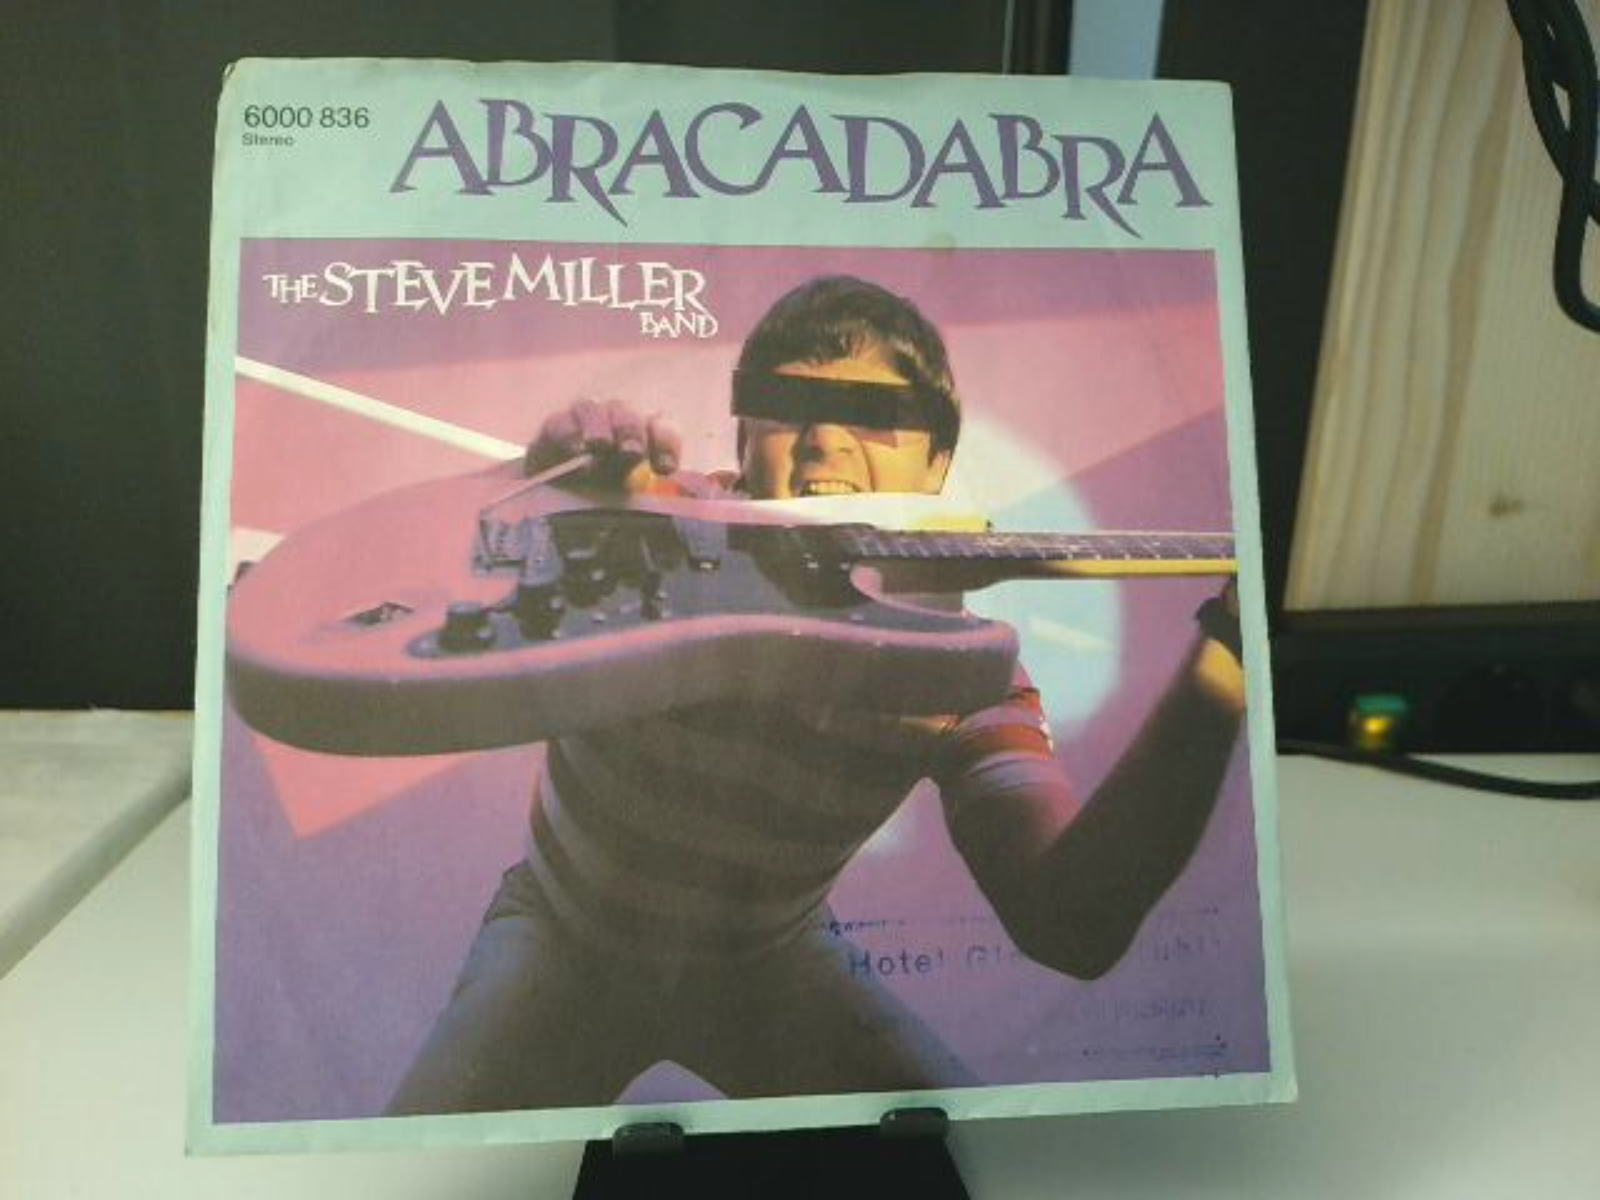 6000 836
Stereo
ABRACADABRA
THE STEVE MILLER
BAND
Hotel